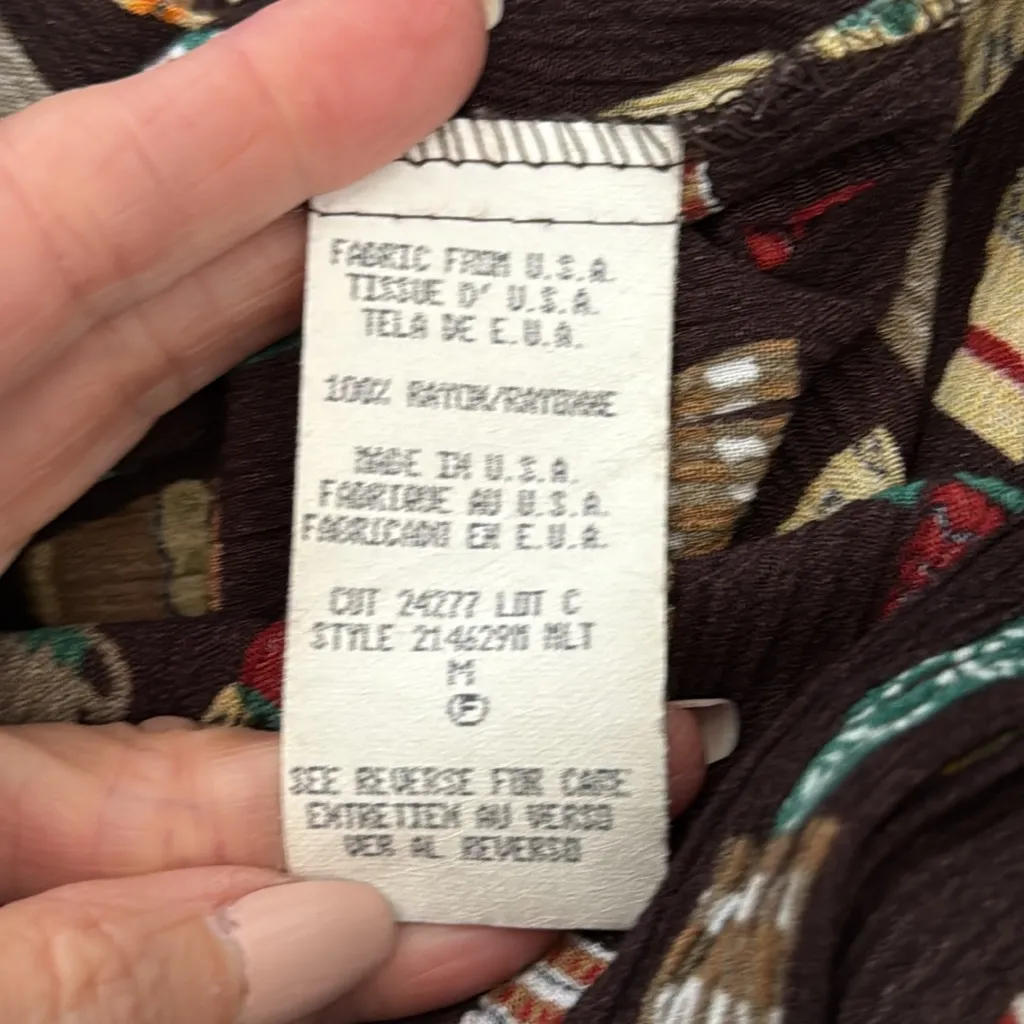 FABRIC FROM U.S.A.
TISSUE D' U.S.A.
TELA DE E.U.A.
100% RAYON/RAYONNE
MADE IN U.S.A.
FABRIQUE AU U.S.A.
FABRICADO EN E.U.A.
CUT 24277 LOT C
STYLE 214629M MLT
M
F
SEE REVERSE FOR CARE
ENTRETIEN AU VERSO
VER AL REVERSO